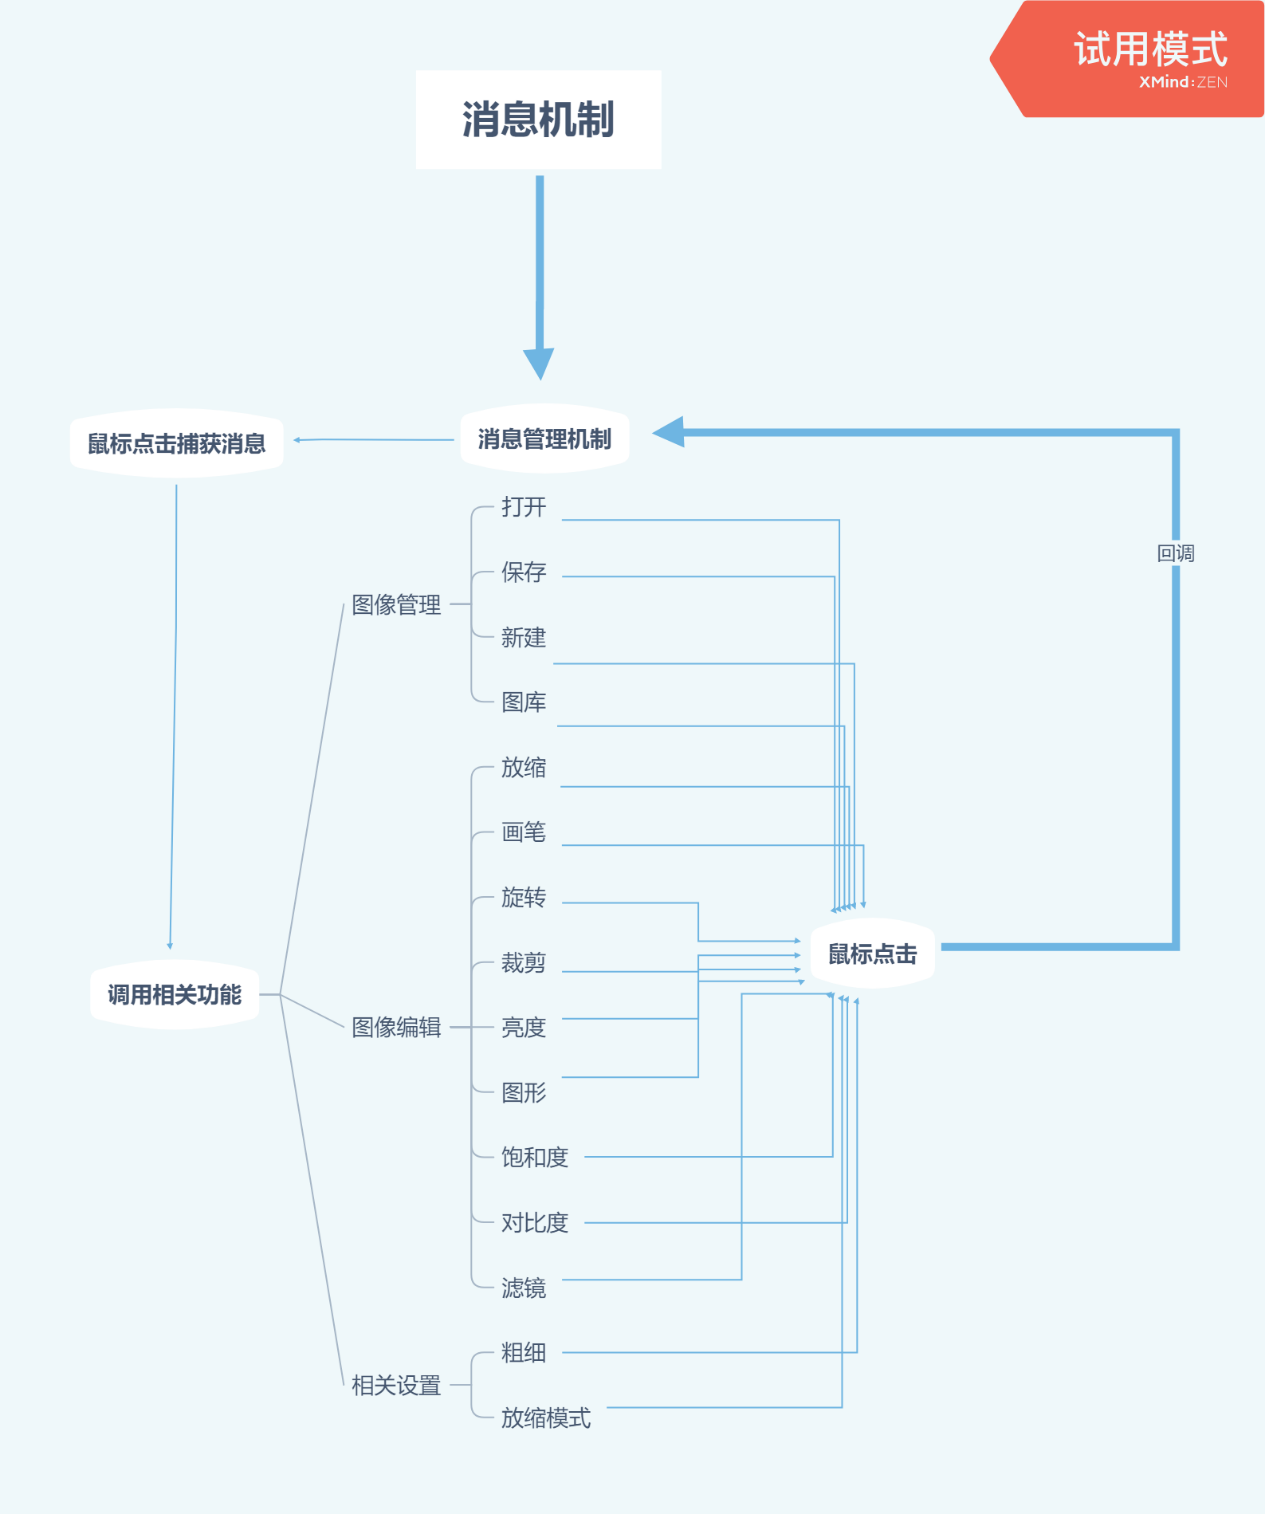 试用模式
XMind:ZEN
消息机制
鼠标点击捕获消息
消息管理机制
打开
回调
保存
图像管理
新建
图库
放缩
画笔
旋转
鼠标点击
裁剪
调用相关功能
图像编辑
亮度
图形
饱和度
对比度
滤镜
粗细
相关设置
放缩模式